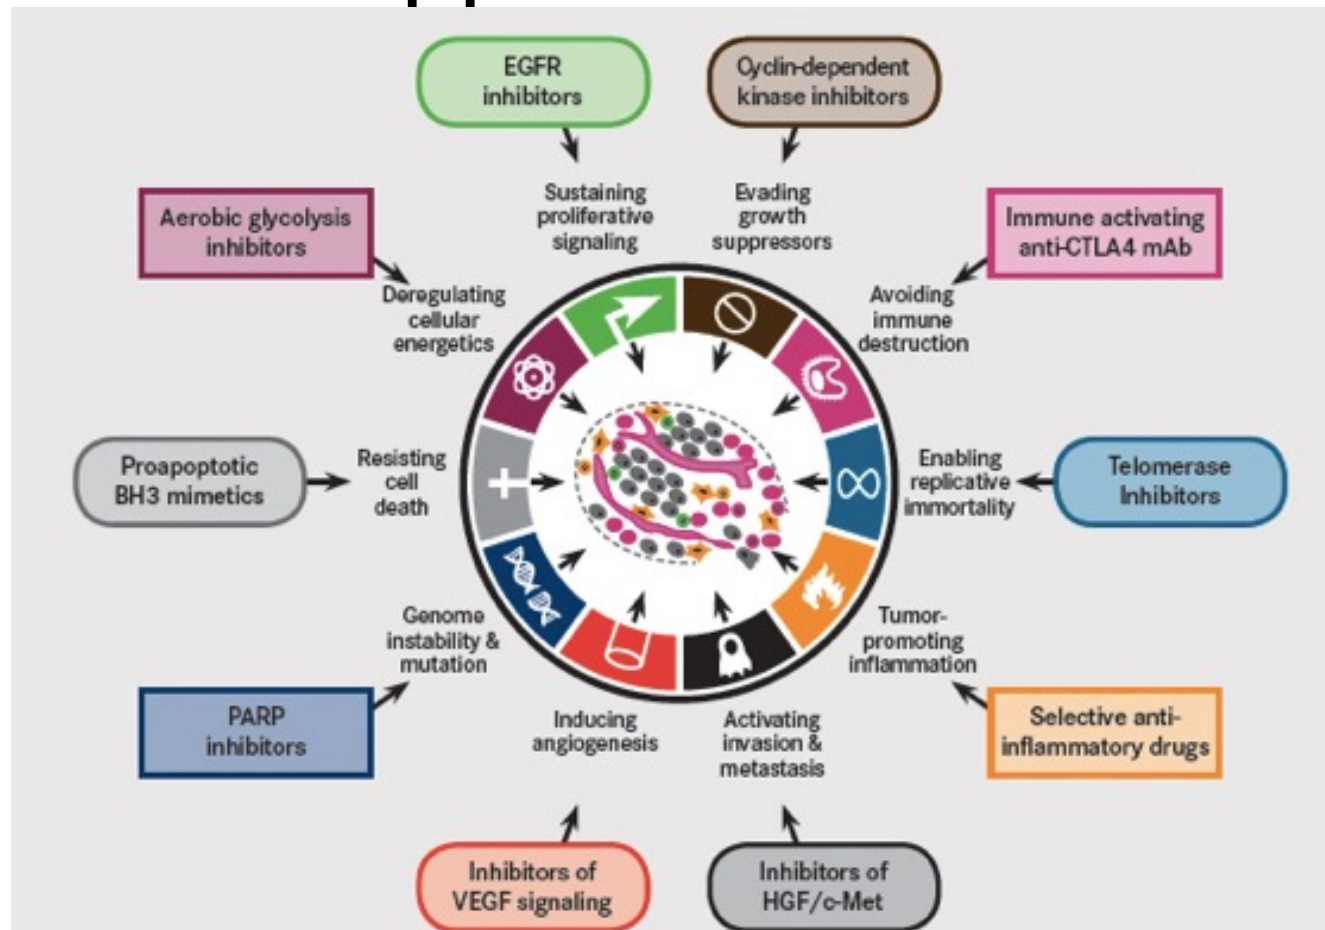 EGFR
inhibitors
Cyclin-dependent
kinase inhibitors
Aerobic glycolysis
inhibitors
Sustaining
proliferative
signaling
Evading
growth
suppressors
Immune activating
anti-CTLA4 mAb
Deregulating
cellular
energetics
Avoiding
immune
destruction
Proapoptotic
BH3 mimetics
Resisting
cell
death
Enabling
replicative
immortality
Telomerase
Inhibitors
Genome
instability &
mutation
Tumor-
promoting
inflammation
PARP
inhibitors
Inducing
angiogenesis
Activating
invasion &
metastasis
Selective anti-
inflammatory drugs
Inhibitors of
VEGF signaling
Inhibitors of
HGF/c-Met